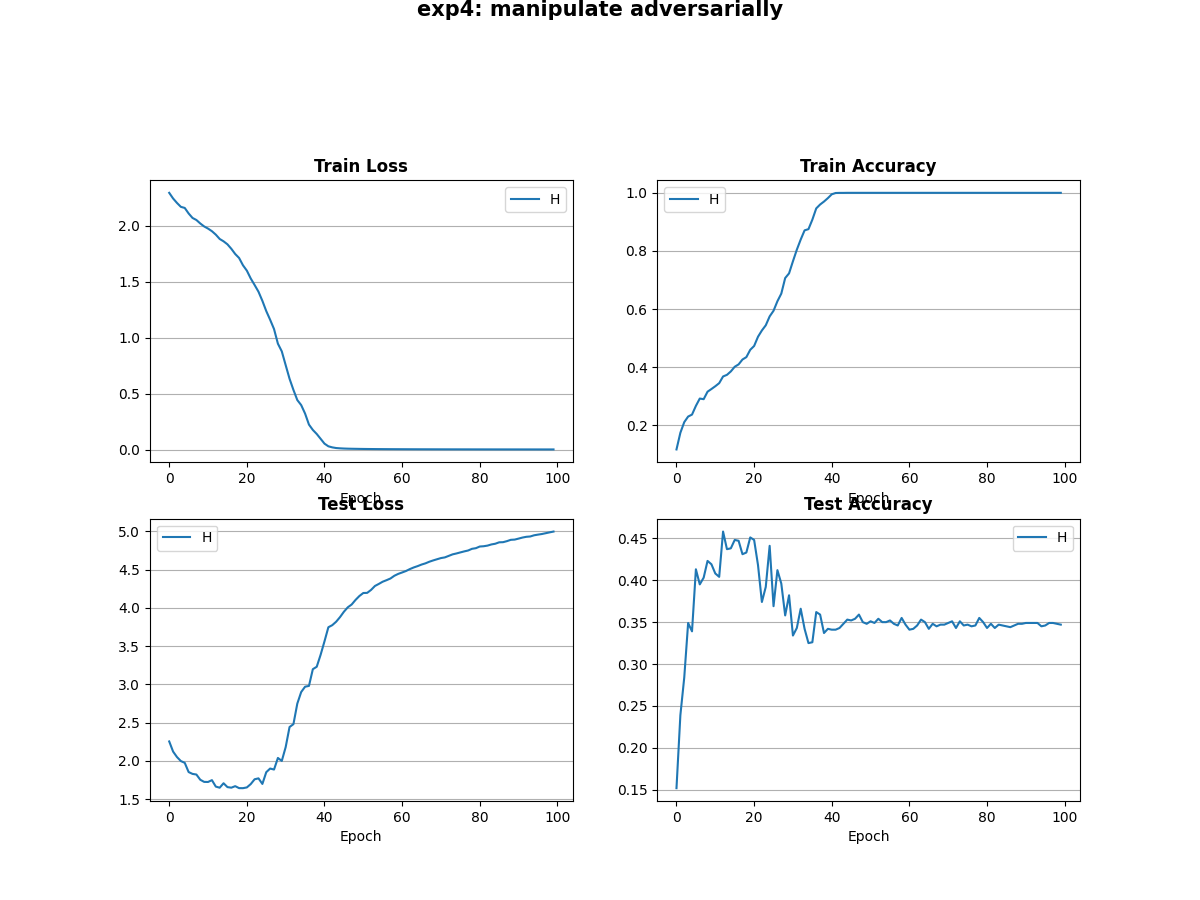 exp4: manipulate adversarially
Train Loss
H
2.0
1.5
1.0
0.5
0.0
0 20 40 60 80 100
Epoch
Train Accuracy
H
1.0
0.8
0.6
0.4
0.2
0 20 40 60 80 100
Epoch
Test Loss
H
5.0
4.5
4.0
3.5
3.0
2.5
2.0
1.5
0 20 40 60 80 100
Epoch
Test Accuracy
H
0.45
0.40
0.35
0.30
0.25
0.20
0.15
0 20 40 60 80 100
Epoch